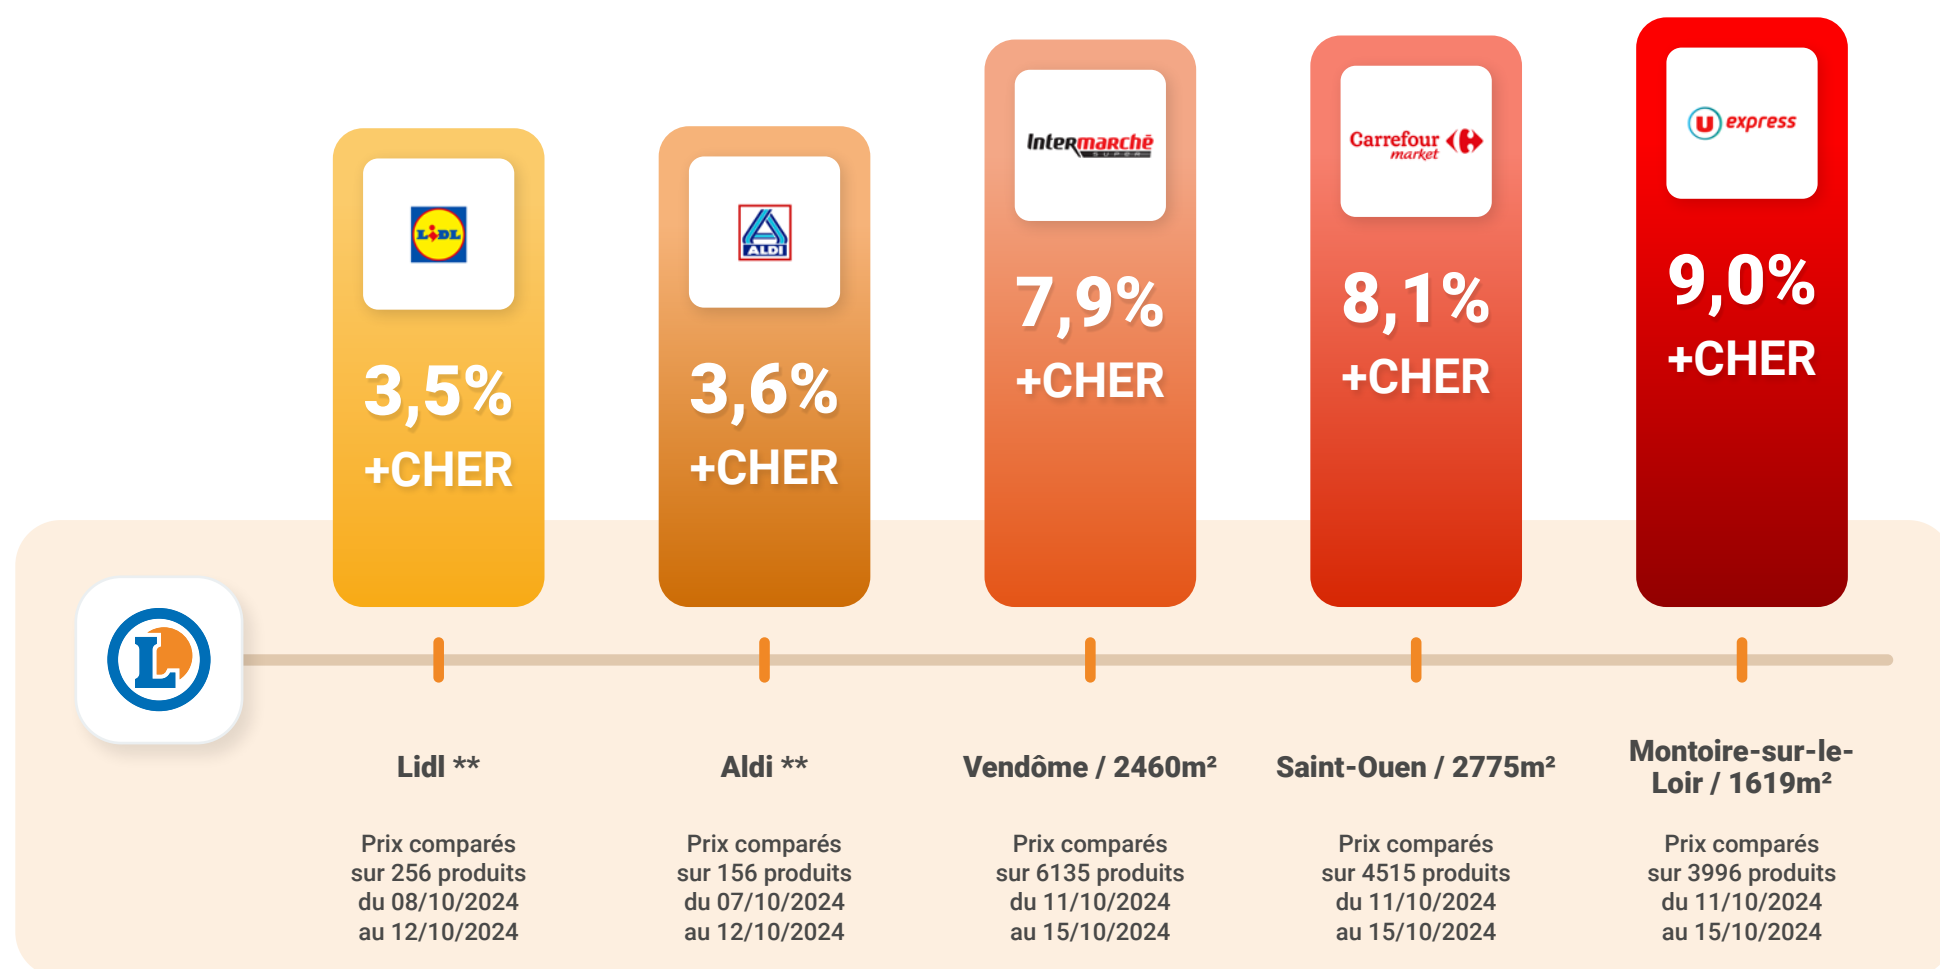 LIDL
3,5%
+CHER
ALDI
3,6%
+CHER
Intermarché
SUPER
7,9%
+CHER
Carrefour
market
8,1%
+CHER
U express
9,0%
+CHER
L
Lidl **
Prix comparés
sur 256 produits
du 08/10/2024
au 12/10/2024
Aldi **
Prix comparés
sur 156 produits
du 07/10/2024
au 12/10/2024
Vendôme / 2460m²
Prix comparés
sur 6135 produits
du 11/10/2024
au 15/10/2024
Saint-Ouen / 2775m²
Prix comparés
sur 4515 produits
du 11/10/2024
au 15/10/2024
Montoire-sur-le-
Loir / 1619m²
Prix comparés
sur 3996 produits
du 11/10/2024
au 15/10/2024